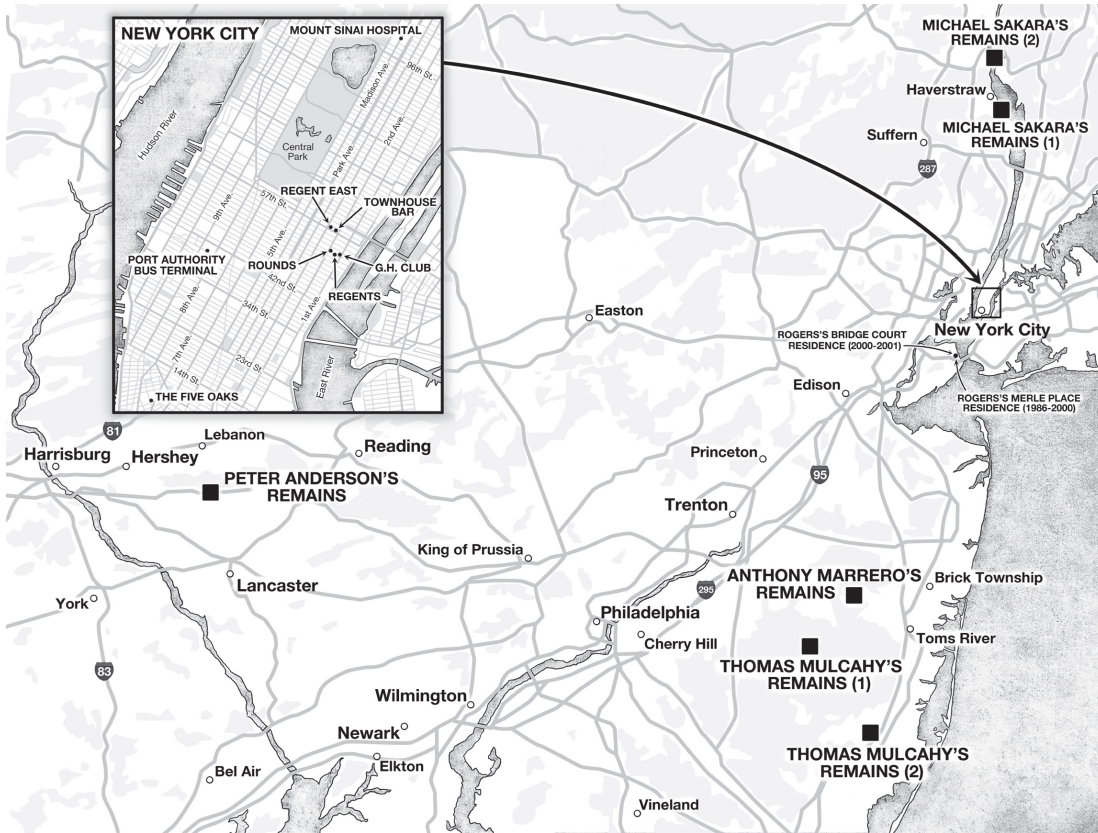 NEW YORK CITY
MOUNT SINAI HOSPITAL
96th St.
Madison Ave.
2nd Ave.
Hudson River
Central
Park
Park Ave.
REGENT EAST
TOWNHOUSE
BAR
57th St.
9th Ave.
5th Ave.
PORT AUTHORITY
BUS TERMINAL
ROUNDS
G.H. CLUB
42nd St.
REGENTS
8th Ave.
34th St.
1st Ave.
7th Ave.
23rd St.
14th St.
East River
THE FIVE OAKS
MICHAEL SAKARA'S
REMAINS (2)
Haverstraw
MICHAEL SAKARA'S
REMAINS (1)
Suffern
287
Easton
New York City
ROGERS'S BRIDGE COURT
RESIDENCE (2000-2001)
Edison
ROGERS'S MERLE PLACE
RESIDENCE (1986-2000)
81
Harrisburg
Hershey
Lebanon
Reading
Princeton
95
PETER ANDERSON'S
REMAINS
Trenton
King of Prussia
Lancaster
York
ANTHONY MARRERO'S
REMAINS
Brick Township
295
Philadelphia
Cherry Hill
Toms River
83
THOMAS MULCAHY'S
REMAINS (1)
Wilmington
Newark
Elkton
Bel Air
THOMAS MULCAHY'S
REMAINS (2)
Vineland